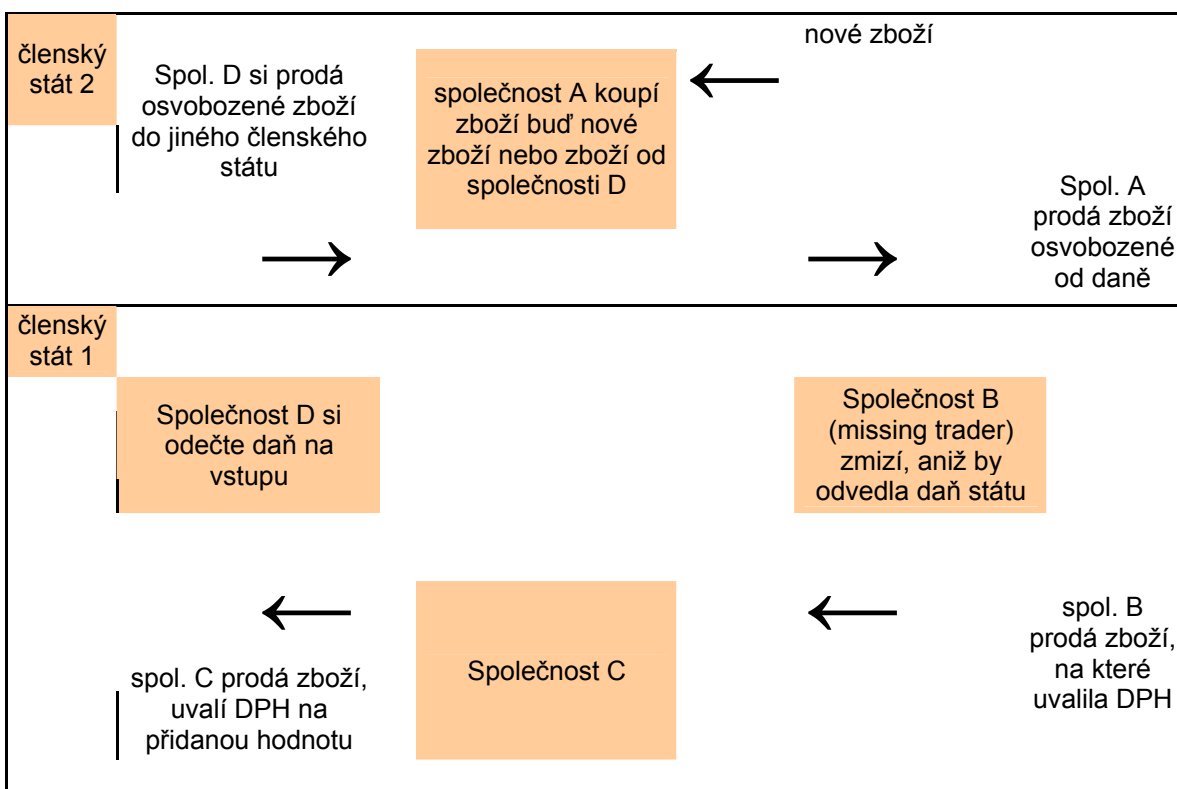 členský
stát 2
Spol. D si prodá
osvobozené zboží
do jiného členského
státu
společnost A koupí
zboží buď nové
zboží nebo zboží od
společnosti D
nové zboží
Spol. A
prodá zboží
osvobozené
od daně
členský
stát 1
Společnost D si
odečte daň na
vstupu
Společnost B
(missing trader)
zmizí, aniž by
odvedla daň státu
spol. C prodá zboží,
uvalí DPH na
přidanou hodnotu
Společnost C
spol. B
prodá zboží,
na které
uvalila DPH